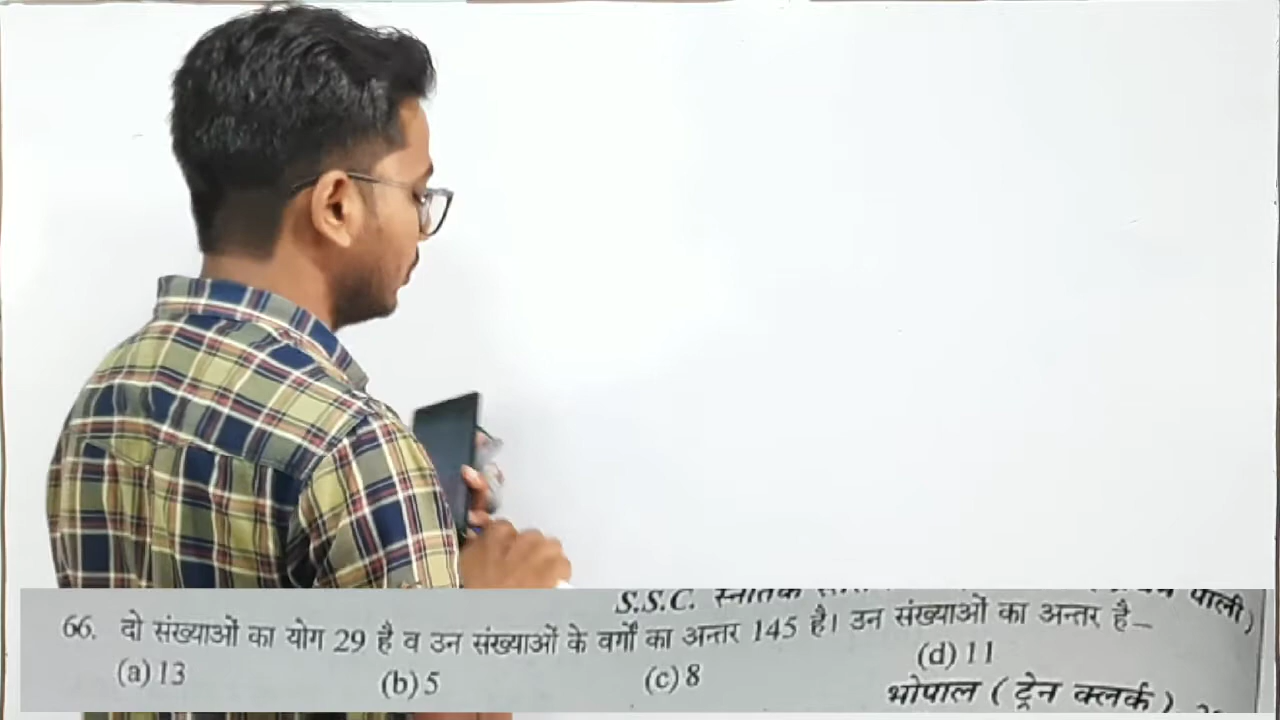 S.S.C. स्नातक पाली)
66. दो संख्याओं का योग 29 है व उन संख्याओं के वर्गों का अन्तर 145 है। उन संख्याओं का अन्तर है–
(a) 13 (b) 5 (c) 8 (d) 11
भोपाल (ट्रेन क्लर्क)